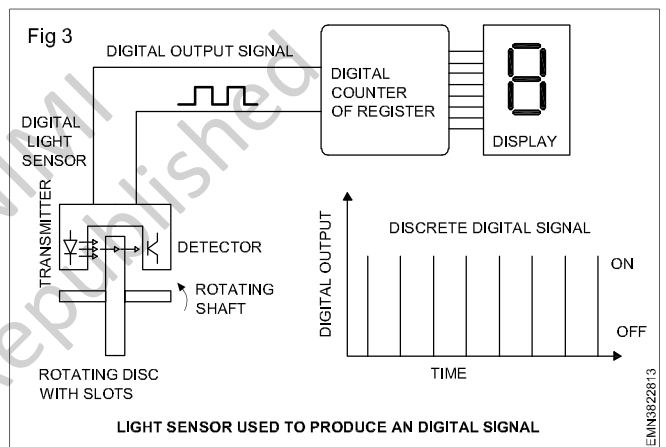 Fig 3
DIGITAL OUTPUT SIGNAL
DIGITAL
COUNTER
OF REGISTER
DISPLAY
DIGITAL
LIGHT
SENSOR
TRANSMITTER
DETECTOR
ROTATING
SHAFT
ROTATING DISC
WITH SLOTS
DISCRETE DIGITAL SIGNAL
DIGITAL OUTPUT
ON
OFF
TIME
LIGHT SENSOR USED TO PRODUCE AN DIGITAL SIGNAL
EMN3822813
NIMI
Republished